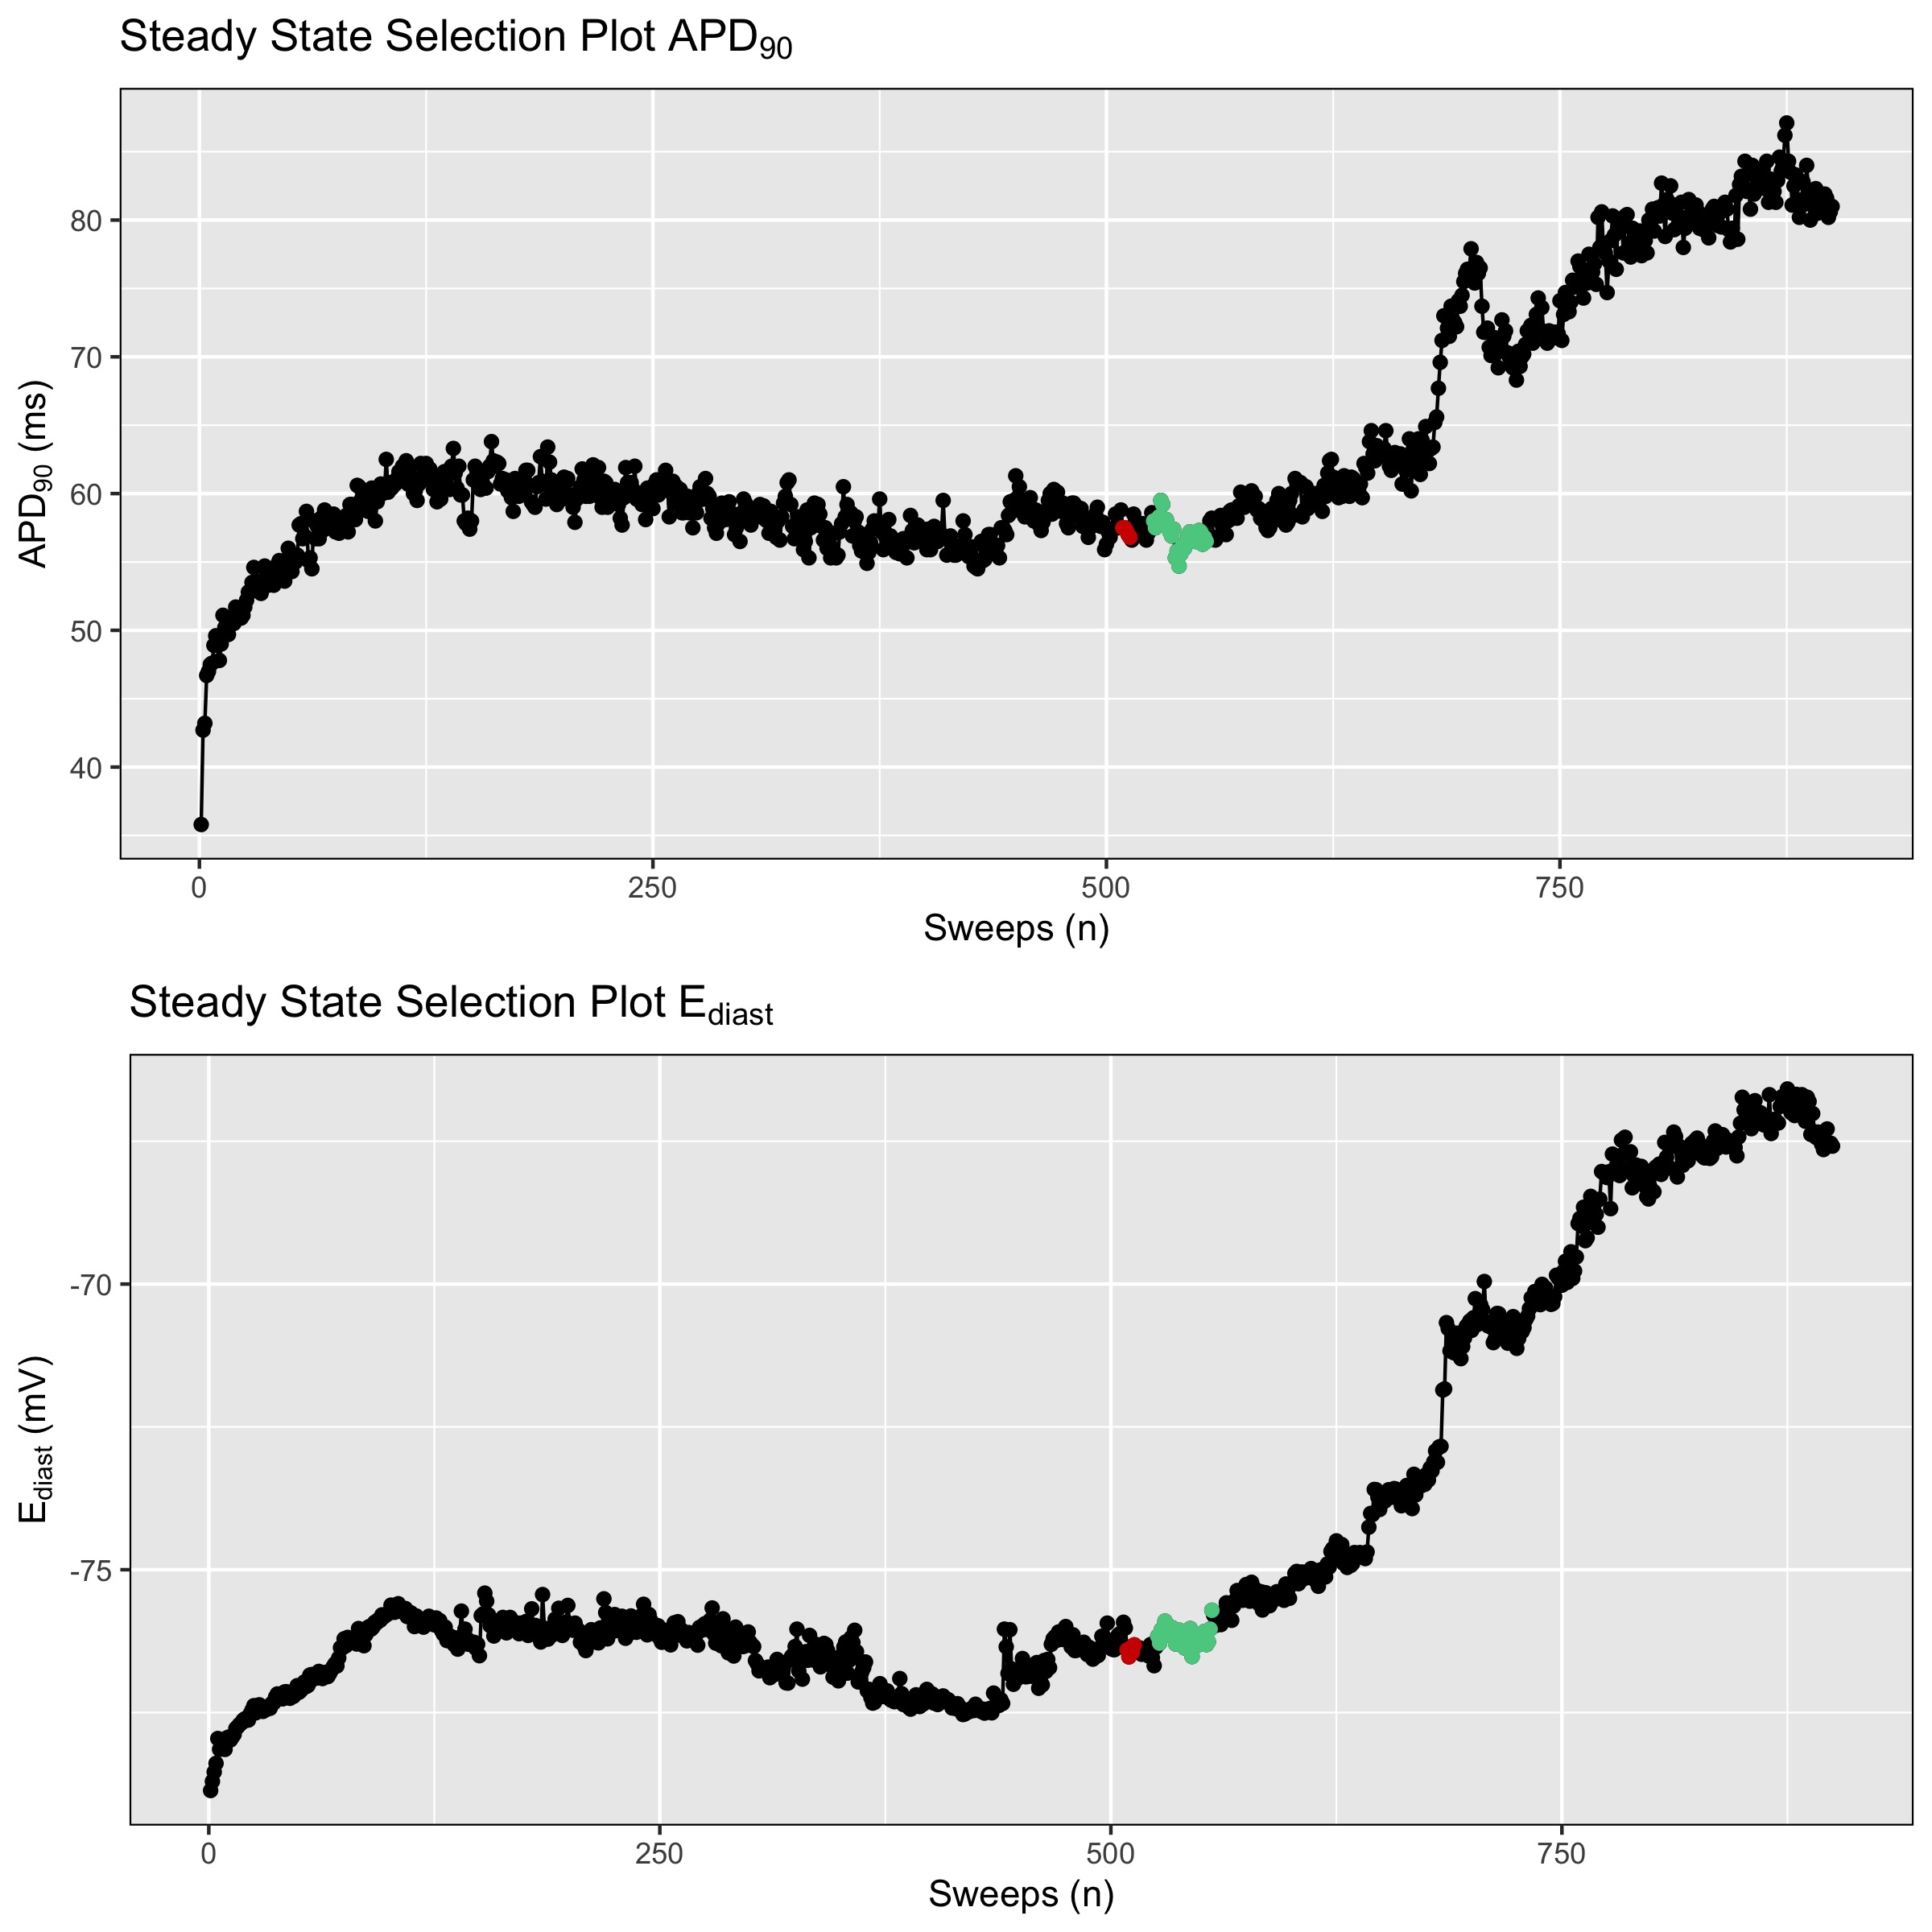 Steady State Selection Plot APD90
80
70
60
50
40
APD90 (ms)
0 250 500 750
Sweeps (n)
Steady State Selection Plot Ediast
-70
-75
Ediast (mV)
0 250 500 750
Sweeps (n)